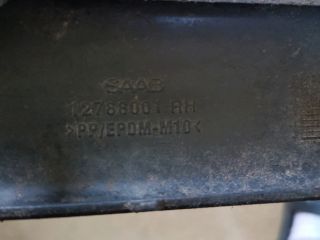 SAAB
12786001 RH
>PP/EPDM-M10<